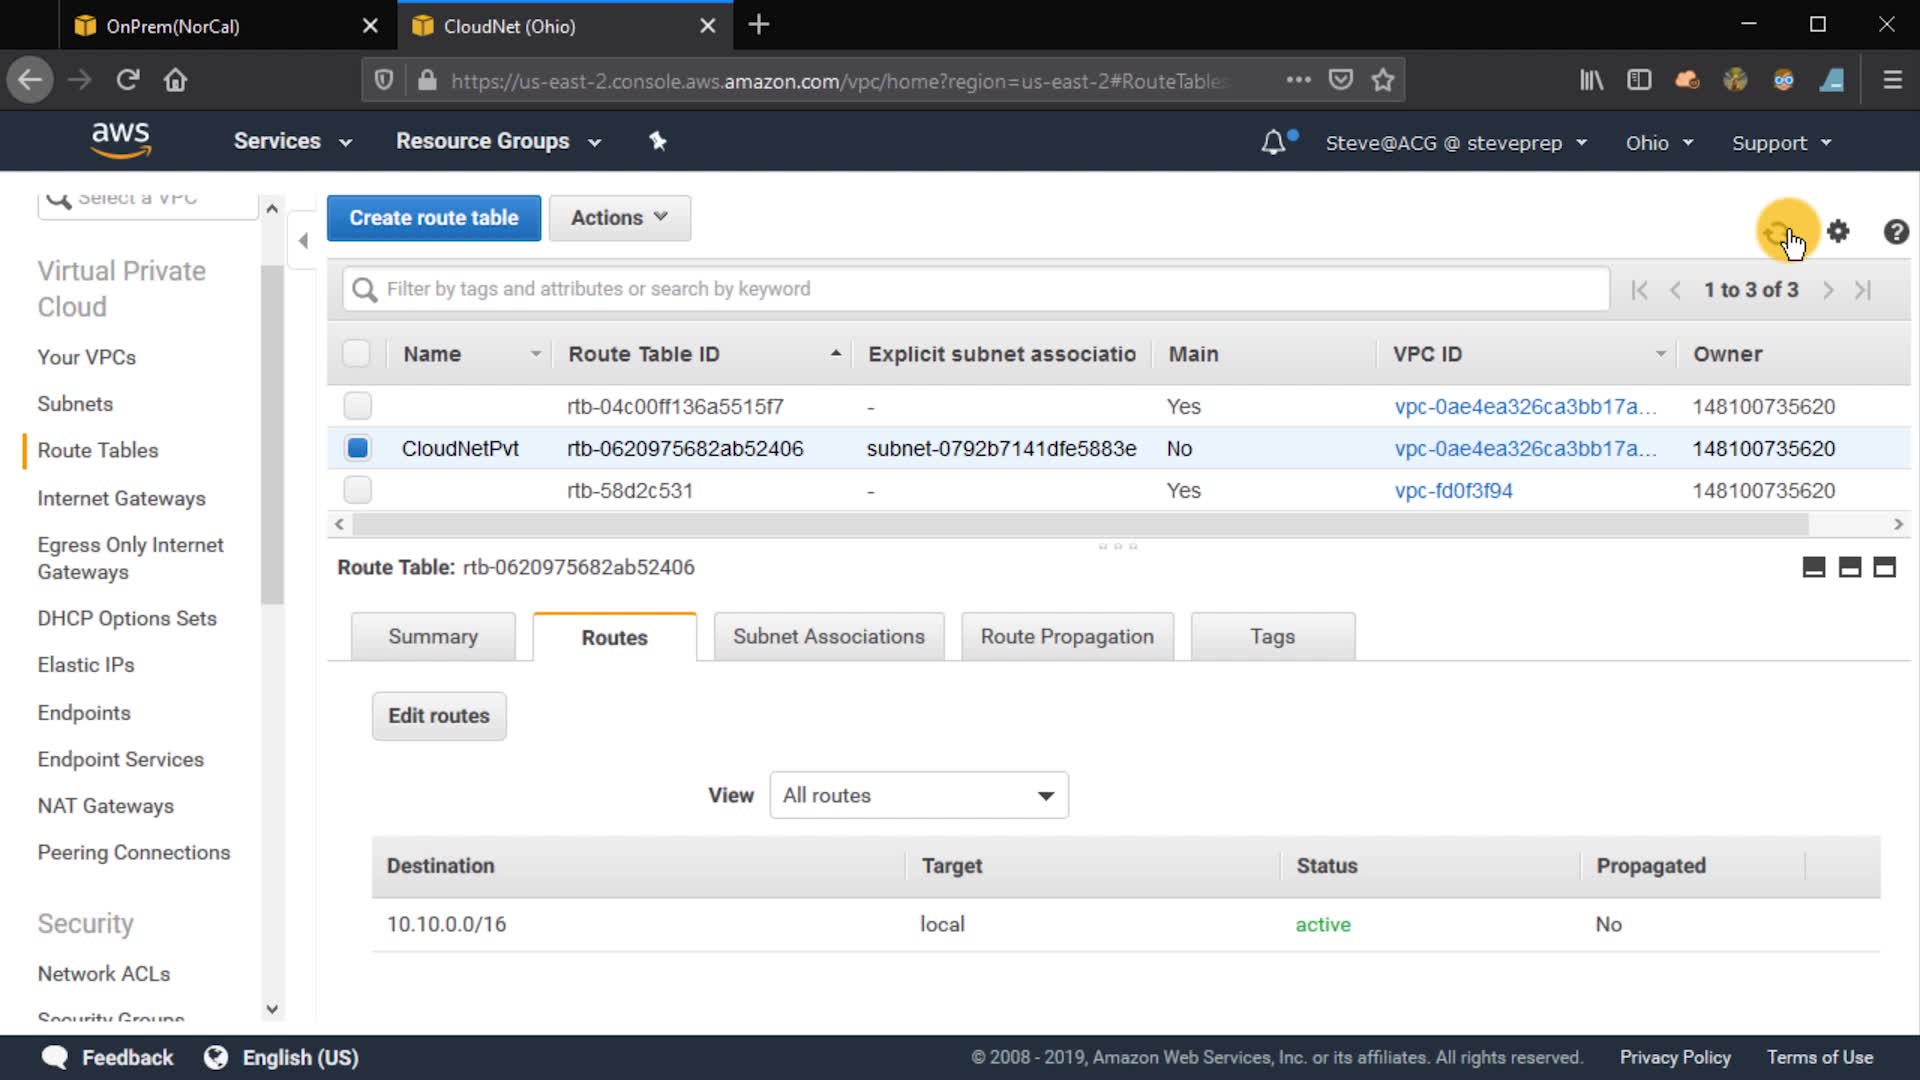 OnPrem(NorCal)
CloudNet (Ohio)
https://us-east-2.console.aws.amazon.com/vpc/home?region=us-east-2#RouteTables
aws
Services
Resource Groups
Steve@ACG @ steveprep
Ohio
Support
Select a VPC
Create route table
Actions
Filter by tags and attributes or search by keyword
1 to 3 of 3
Name
Route Table ID
Explicit subnet associatio
Main
VPC ID
Owner
rtb-04c00ff136a5515f7 - Yes vpc-0ae4ea326ca3bb17a... 148100735620
CloudNetPvt rtb-0620975682ab52406 subnet-0792b7141dfe5883e No vpc-0ae4ea326ca3bb17a... 148100735620
rtb-58d2c531 - Yes vpc-fd0f3f94 148100735620
Virtual Private
Cloud
Your VPCs
Subnets
Route Tables
Internet Gateways
Egress Only Internet
Gateways
DHCP Options Sets
Elastic IPs
Endpoints
Endpoint Services
NAT Gateways
Peering Connections
Security
Network ACLs
Security Groups
Route Table: rtb-0620975682ab52406
Summary
Routes
Subnet Associations
Route Propagation
Tags
Edit routes
View
All routes
Destination
Target
Status
Propagated
10.10.0.0/16 local active No
Feedback
English (US)
© 2008 - 2019, Amazon Web Services, Inc. or its affiliates. All rights reserved.
Privacy Policy
Terms of Use